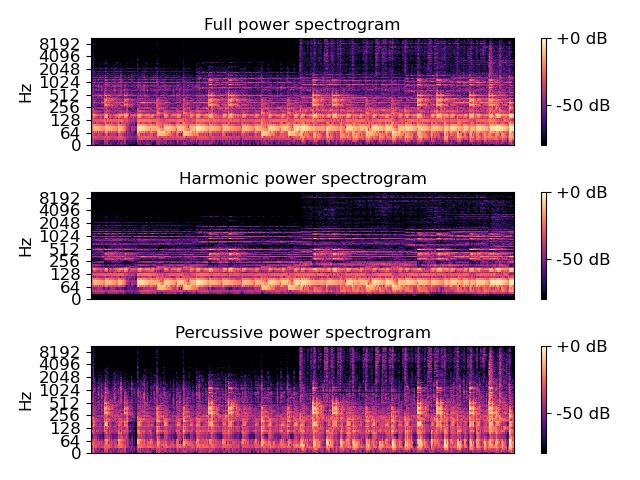 Full power spectrogram
8192
4096
2048
1024
512
256
128
64
0
Hz
+0 dB
-50 dB
Harmonic power spectrogram
8192
4096
2048
1024
512
256
128
64
0
Hz
+0 dB
-50 dB
Percussive power spectrogram
8192
4096
2048
1024
512
256
128
64
0
Hz
+0 dB
-50 dB